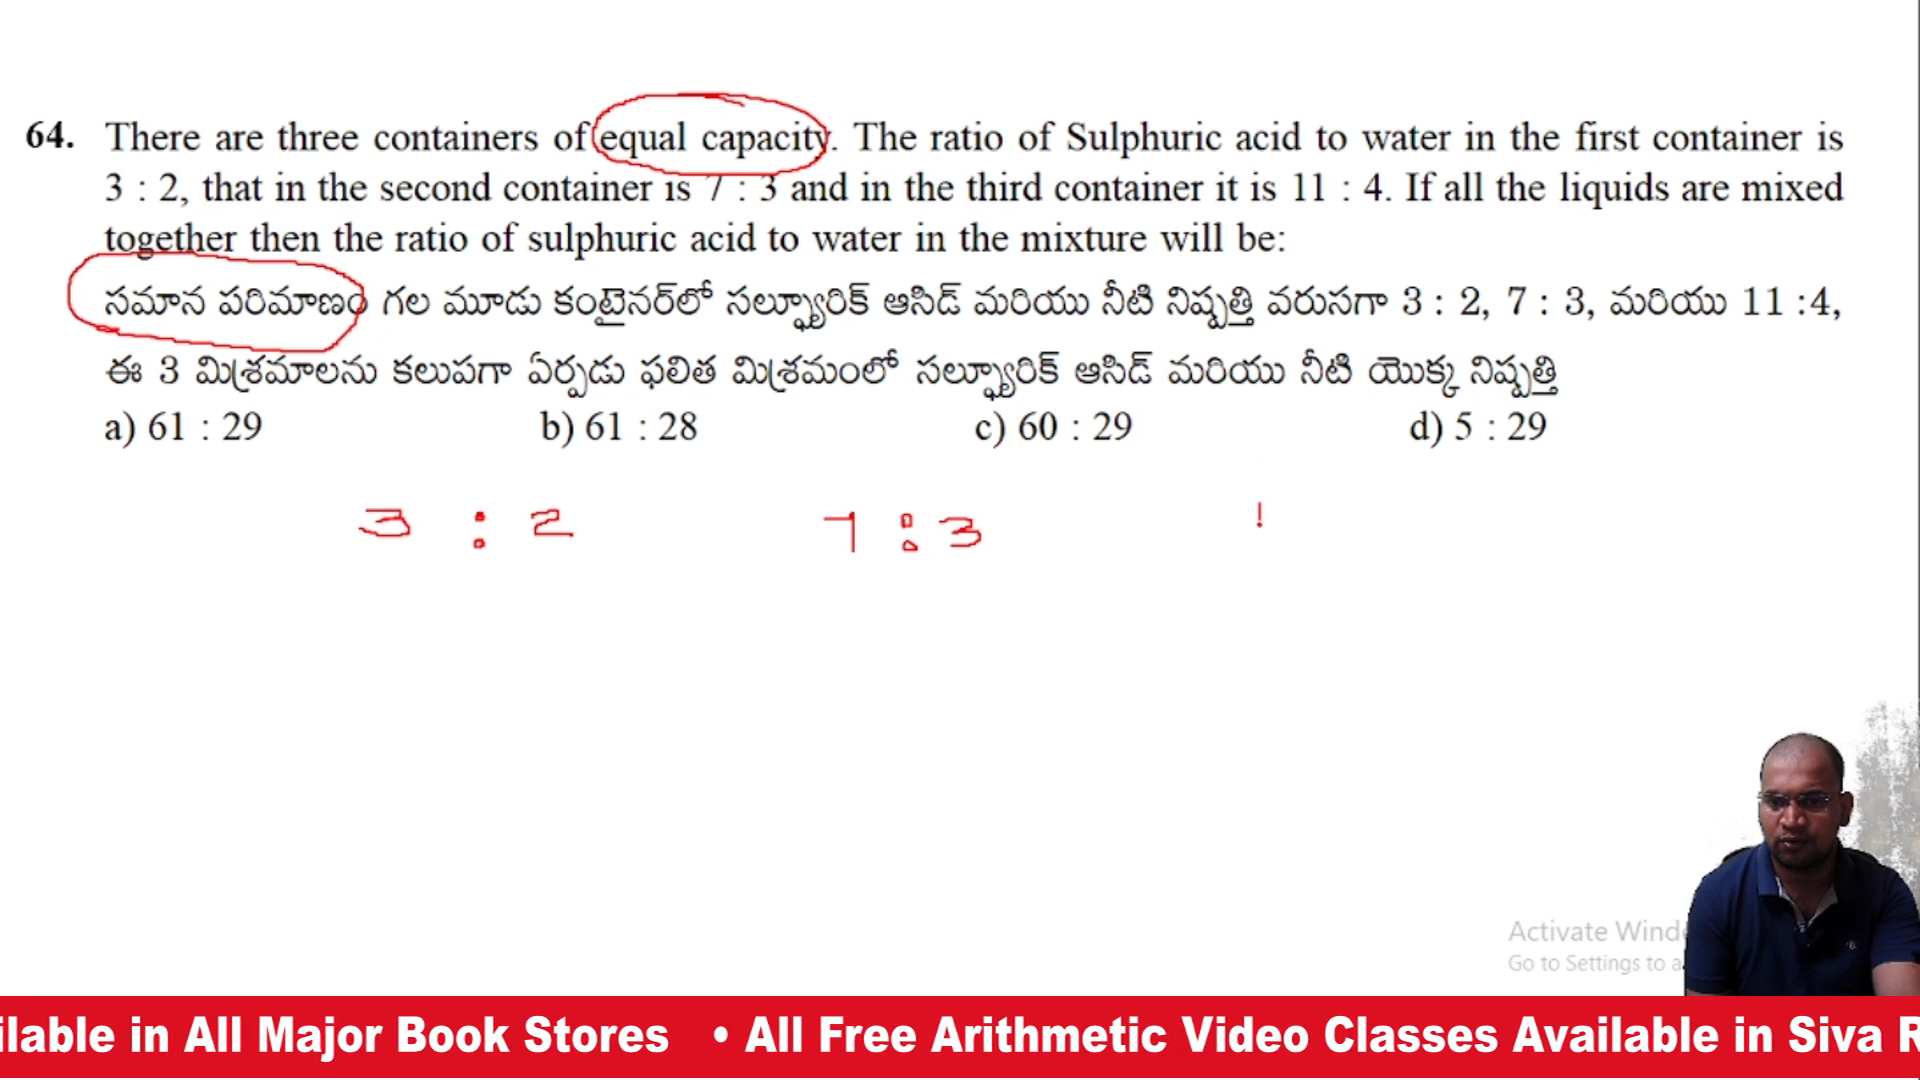 64. There are three containers of equal capacity. The ratio of Sulphuric acid to water in the first container is
3 : 2, that in the second container is 7 : 3 and in the third container it is 11 : 4. If all the liquids are mixed
together then the ratio of sulphuric acid to water in the mixture will be:
సమాన పరిమాణం గల మూడు కంటైనర్‌లో సల్ఫ్యూరిక్ ఆసిడ్ మరియు నీటి నిష్పత్తి వరుసగా 3 : 2, 7 : 3, మరియు 11 :4,
ఈ 3 మిశ్రమాలను కలుపగా ఏర్పడు ఫలిత మిశ్రమంలో సల్ఫ్యూరిక్ ఆసిడ్ మరియు నీటి యొక్క నిష్పత్తి
a) 61 : 29 b) 61 : 28 c) 60 : 29 d) 5 : 29
3 : 2 7 : 3
Activate Wind
Go to Settings to a
ilable in All Major Book Stores • All Free Arithmetic Video Classes Available in Siva R